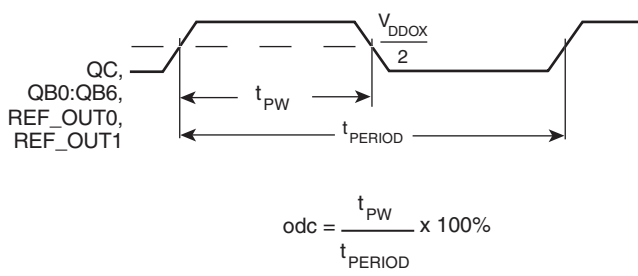 V_DDOX
2
QC,
QB0:QB6,
REF_OUT0,
REF_OUT1
t_PW
t_PERIOD
odc = t_PW / t_PERIOD x 100%